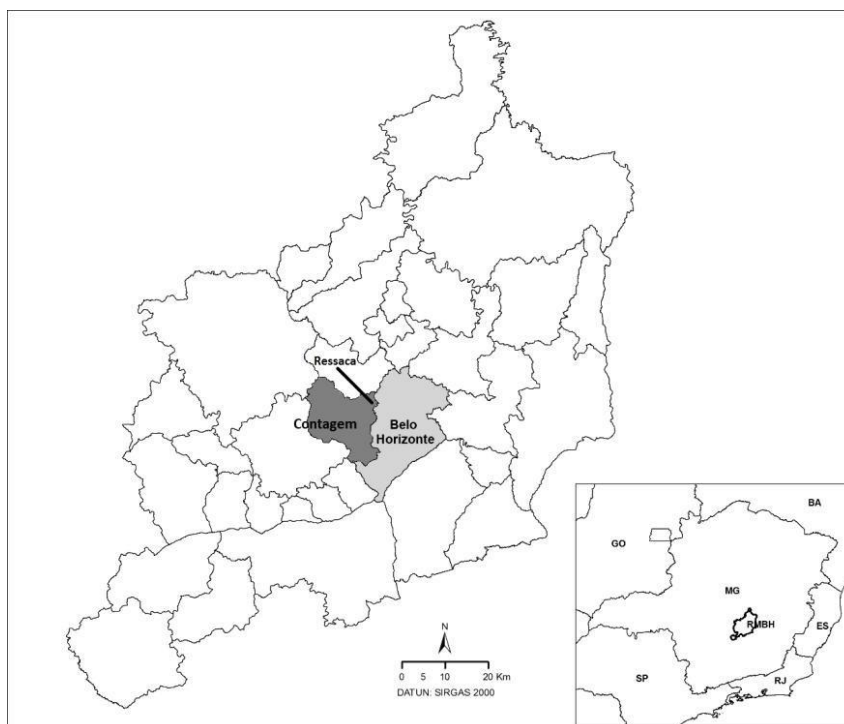 Ressaca
Contagem
Belo
Horizonte
N
0 5 10 20 Km
DATUN: SIRGAS 2000
BA
GO
MG
RMBH
ES
SP
RJ